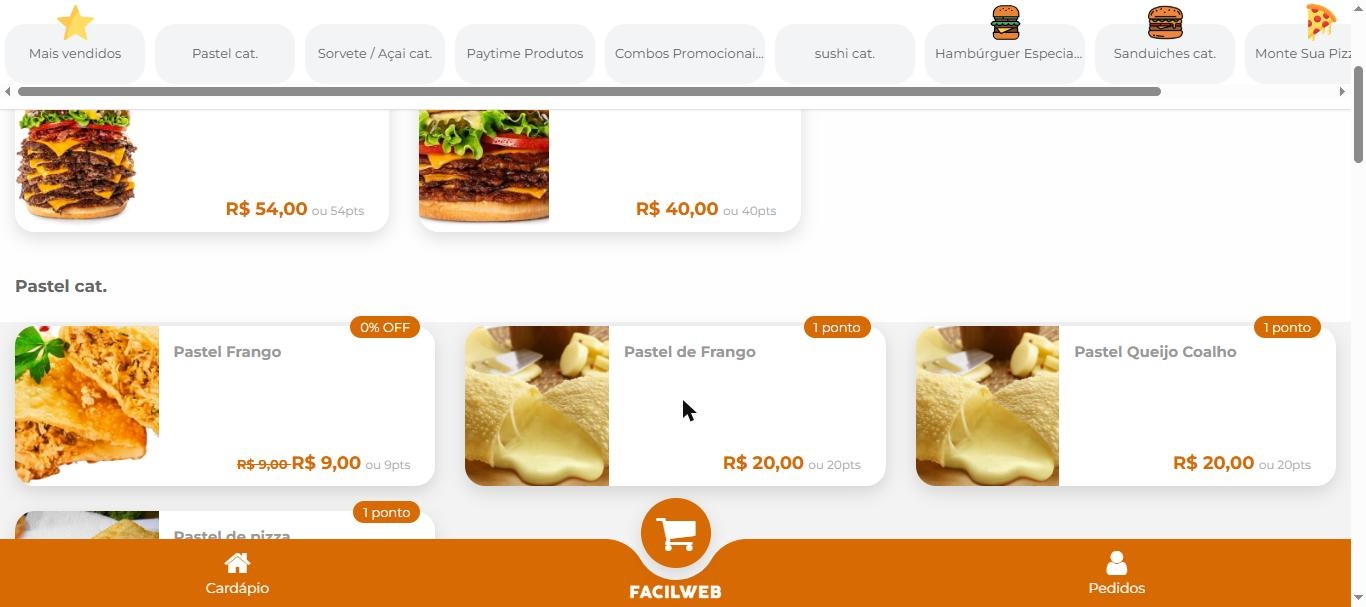 Mais vendidos
Pastel cat.
Sorvete / Açai cat.
Paytime Produtos
Combos Promocionai...
sushi cat.
Hambúrguer Especia...
Sanduiches cat.
Monte Sua Pizz
R$ 54,00 ou 54pts
R$ 40,00 ou 40pts
Pastel cat.
0% OFF
Pastel Frango
R$ 9,00 R$ 9,00 ou 9pts
1 ponto
Pastel de Frango
R$ 20,00 ou 20pts
1 ponto
Pastel Queijo Coalho
R$ 20,00 ou 20pts
1 ponto
Pastel de pizza
Cardápio
FACILWEB
Pedidos